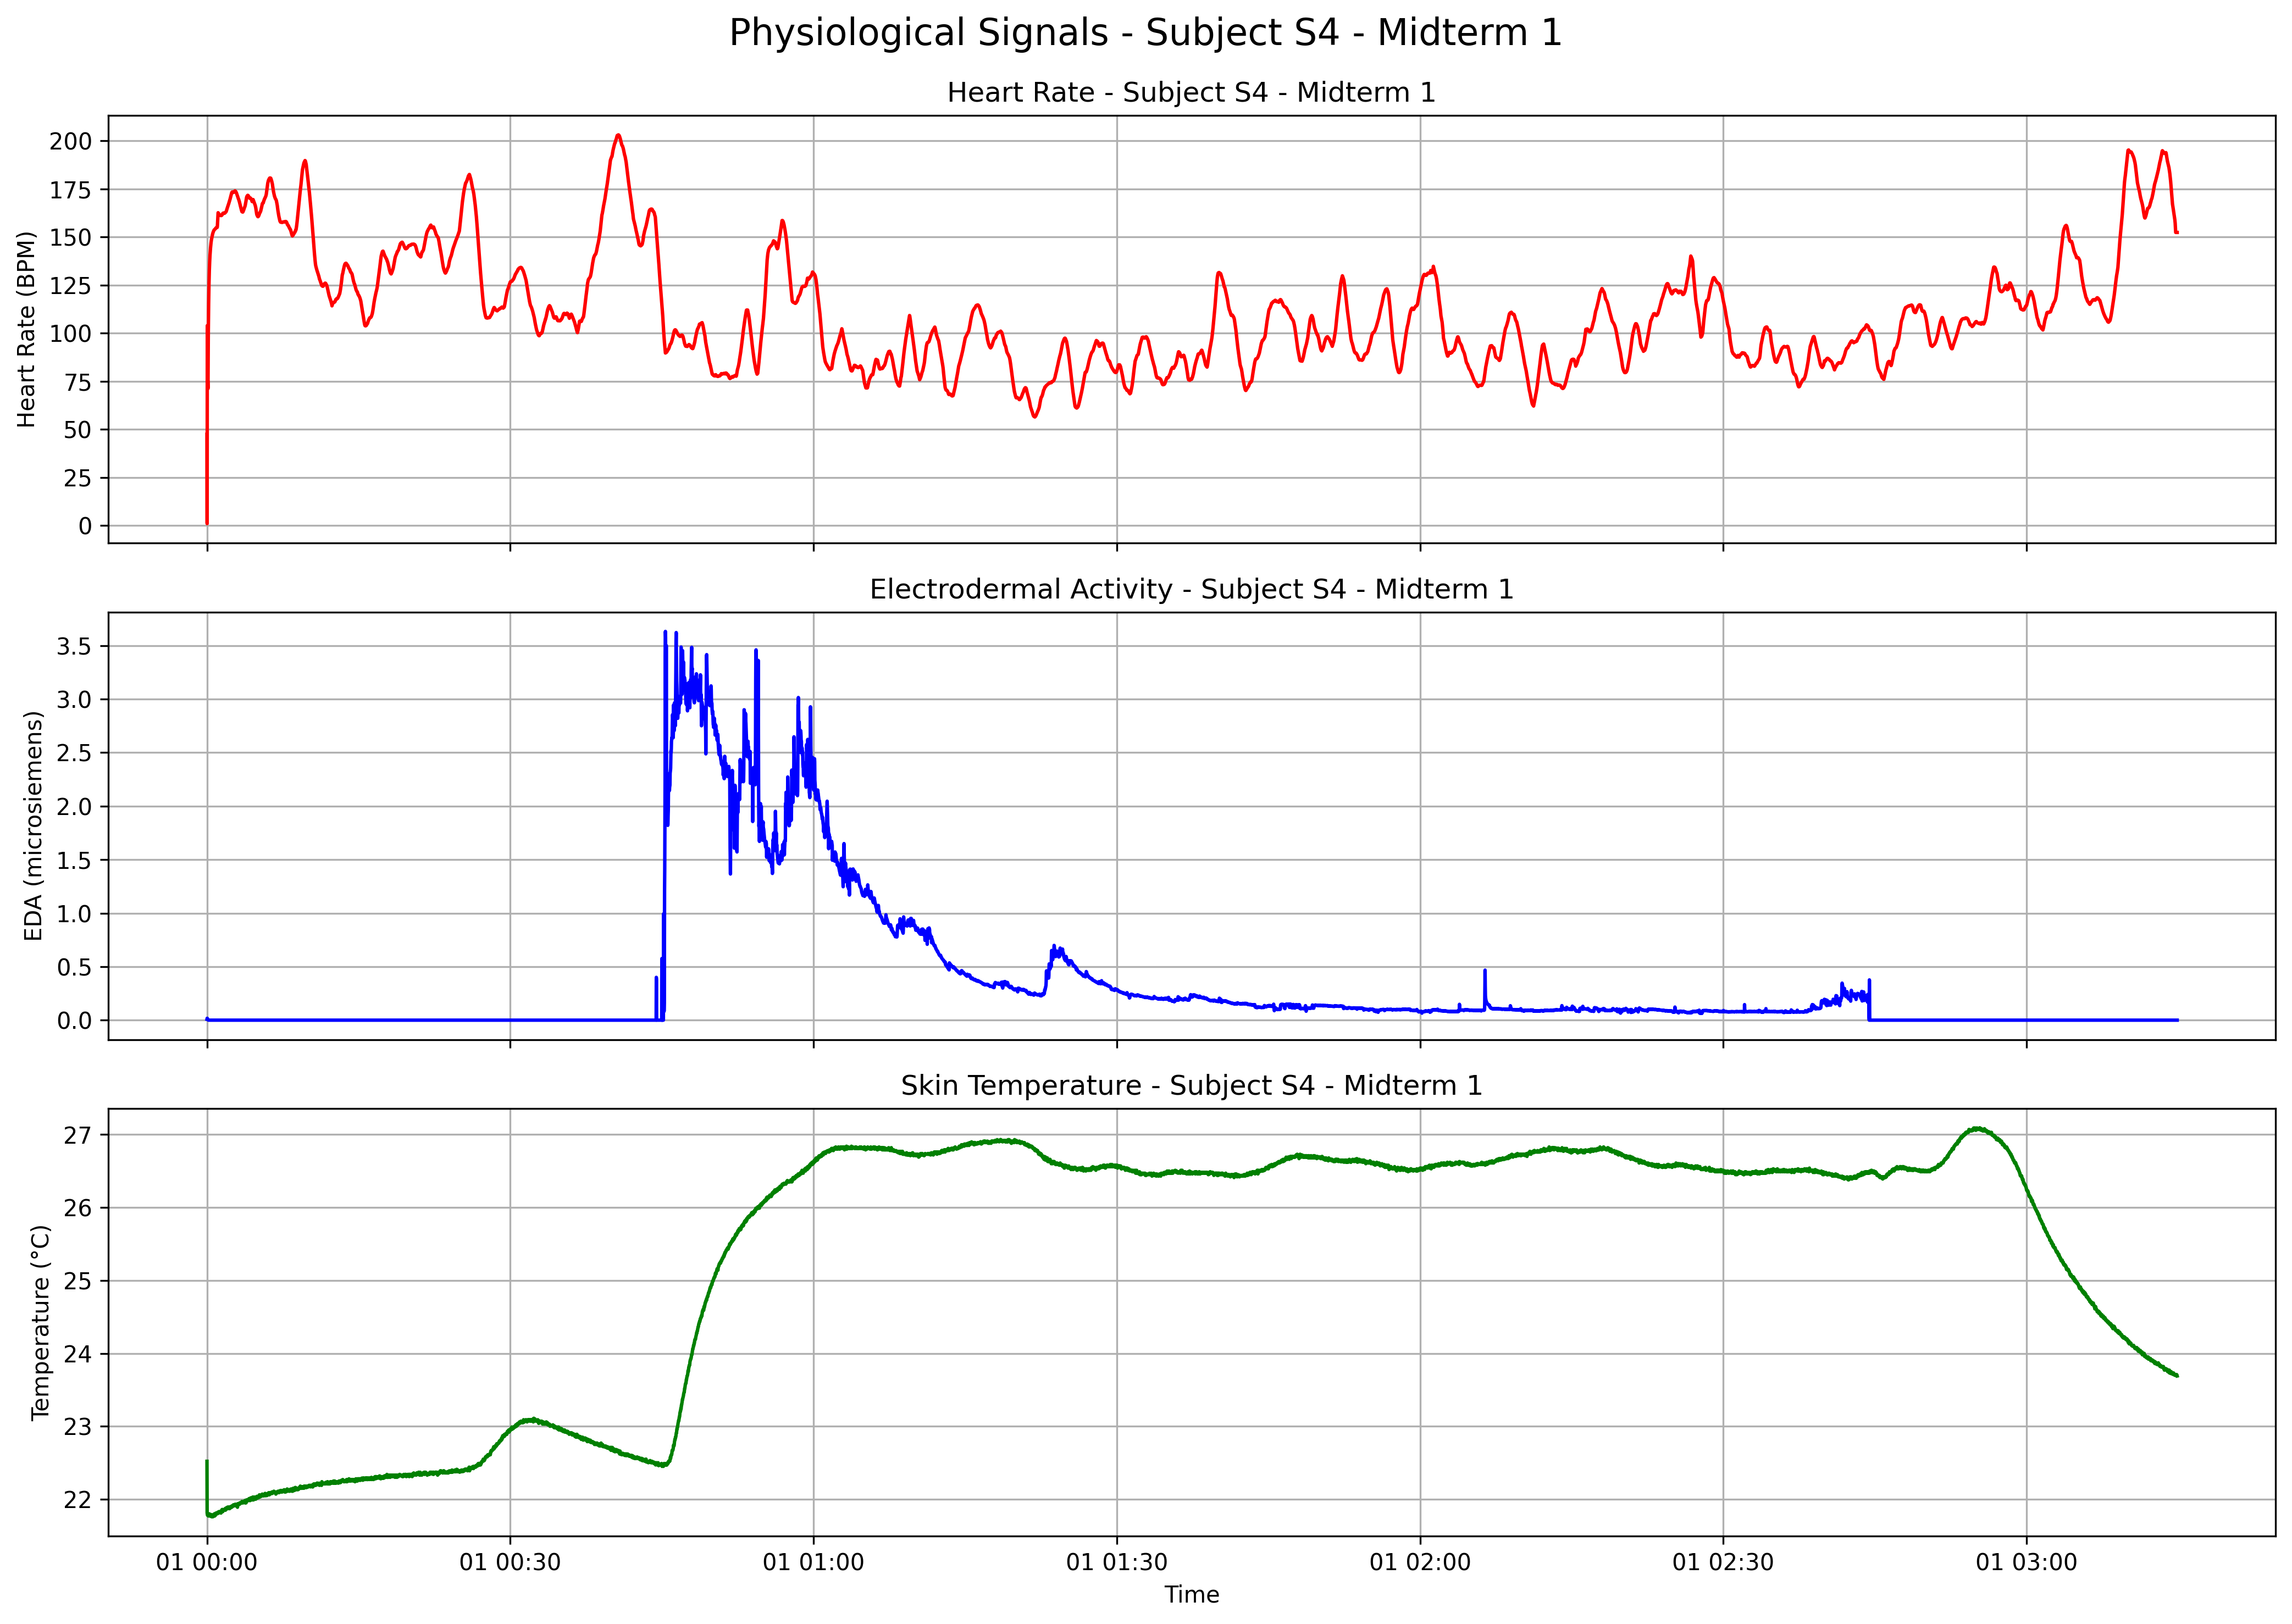 Physiological Signals - Subject S4 - Midterm 1
Heart Rate - Subject S4 - Midterm 1
Heart Rate (BPM)
200
175
150
125
100
75
50
25
0
Electrodermal Activity - Subject S4 - Midterm 1
EDA (microsiemens)
3.5
3.0
2.5
2.0
1.5
1.0
0.5
0.0
Skin Temperature - Subject S4 - Midterm 1
Temperature (°C)
27
26
25
24
23
22
01 00:00 01 00:30 01 01:00 01 01:30 01 02:00 01 02:30 01 03:00
Time